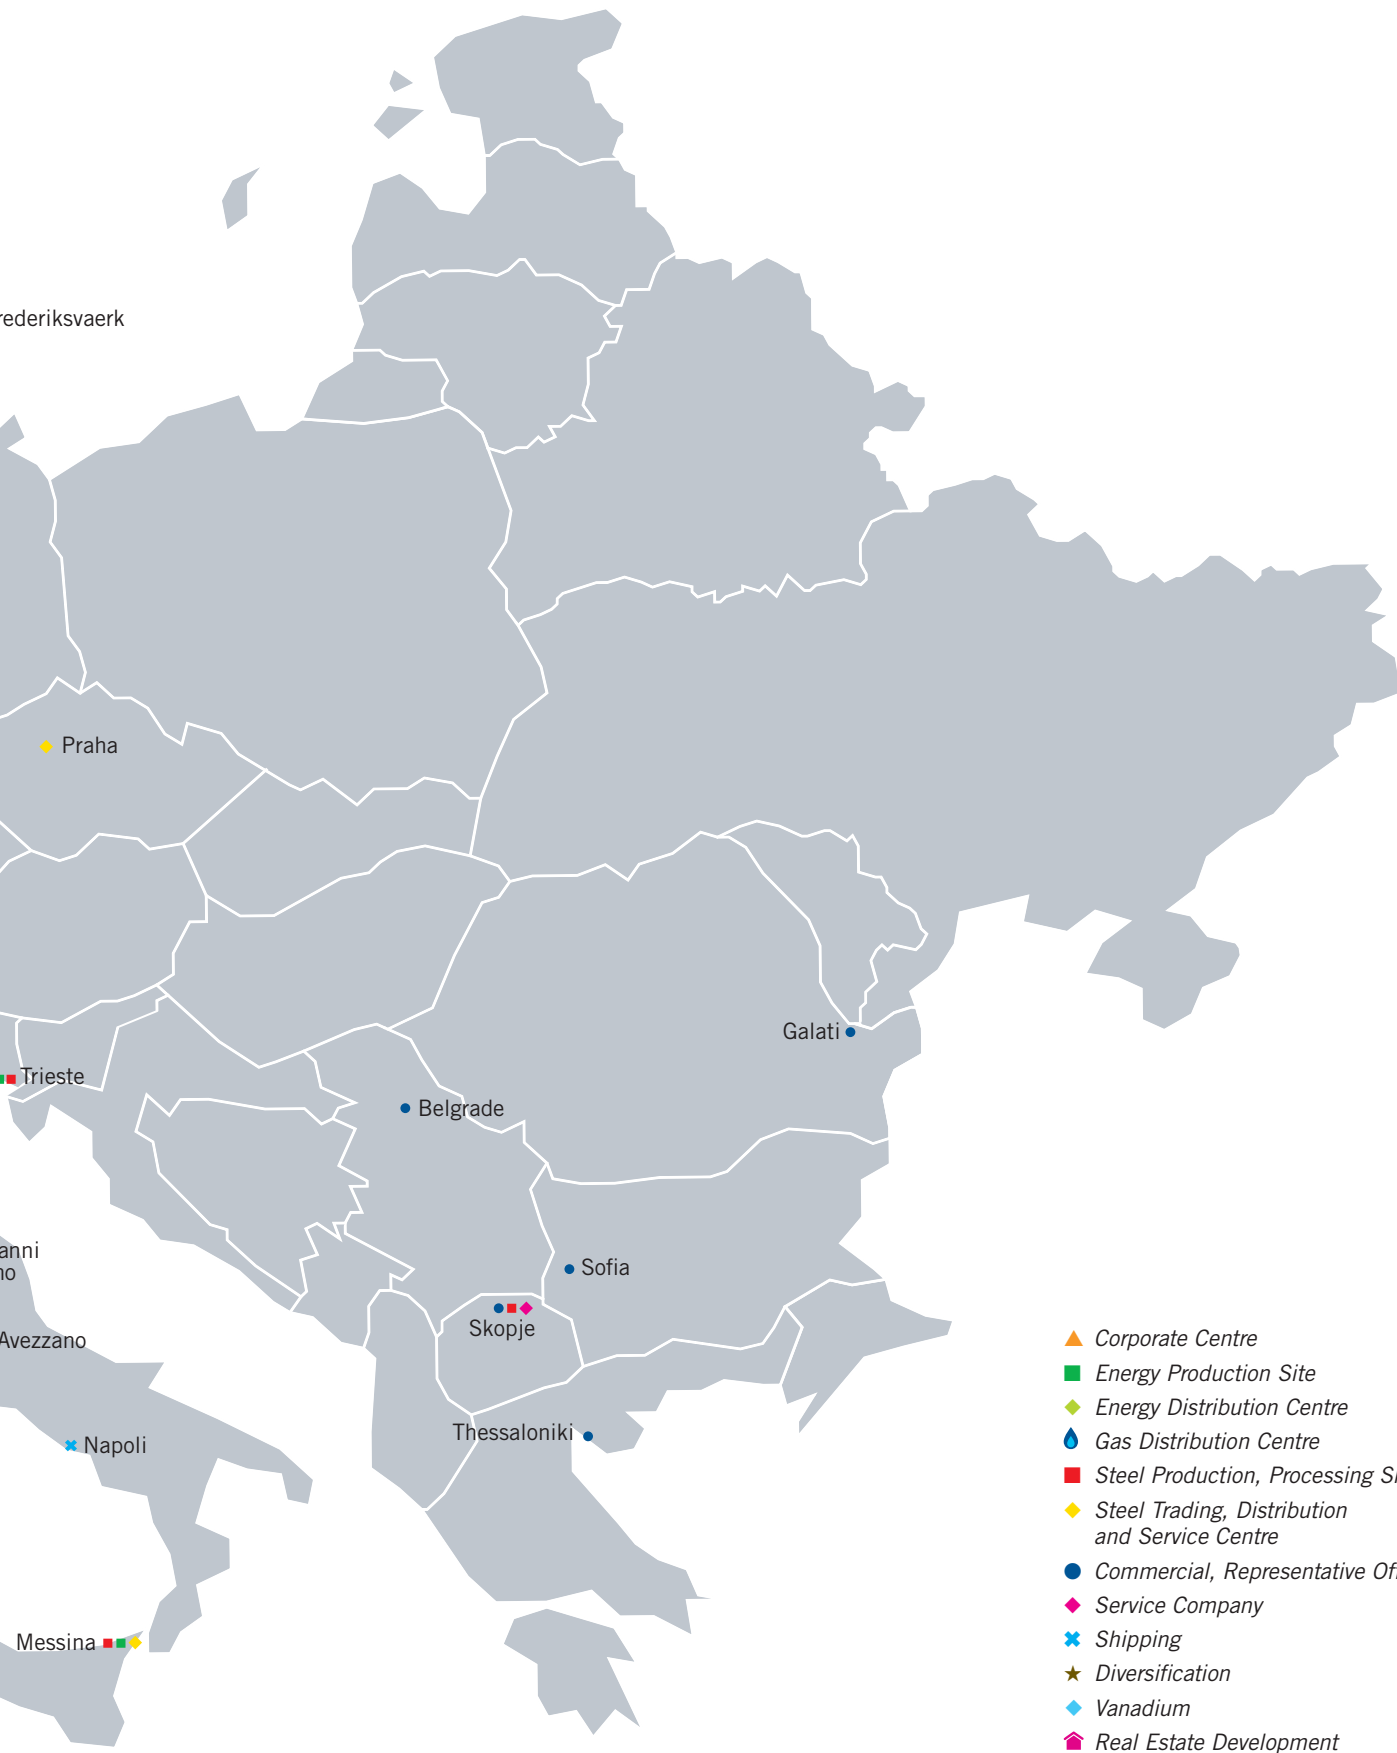 rederiksvaerk
Praha
Galati
Trieste
Belgrade
anni
no
Sofia
Skopje
Avezzano
Thessaloniki
Napoli
Messina
Corporate Centre
Energy Production Site
Energy Distribution Centre
Gas Distribution Centre
Steel Production, Processing Si
Steel Trading, Distribution
and Service Centre
Commercial, Representative Of
Service Company
Shipping
Diversification
Vanadium
Real Estate Development